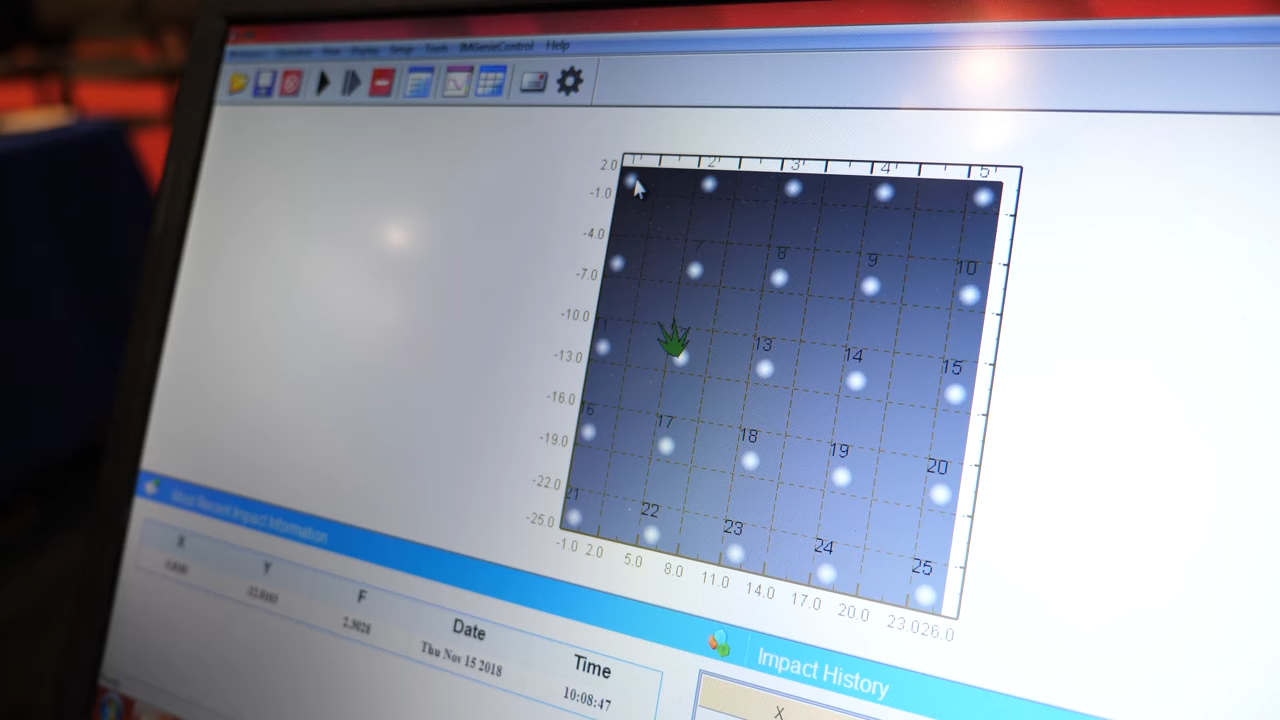 Tools IMGenieControl Help
2.0 1 2 3 4 5
-1.0
-4.0
7 8 9 10
-7.0
-10.0
13 14 15
-13.0
-16.0
16 17 18 19 20
-19.0
-22.0
21 22 23 24 25
-25.0
-1.0 2.0 5.0 8.0 11.0 14.0 17.0 20.0 23.0 26.0
Most Recent Impact Information
X Y F Date Time
Thu Nov 15 2018 10:08:47
Impact History
X